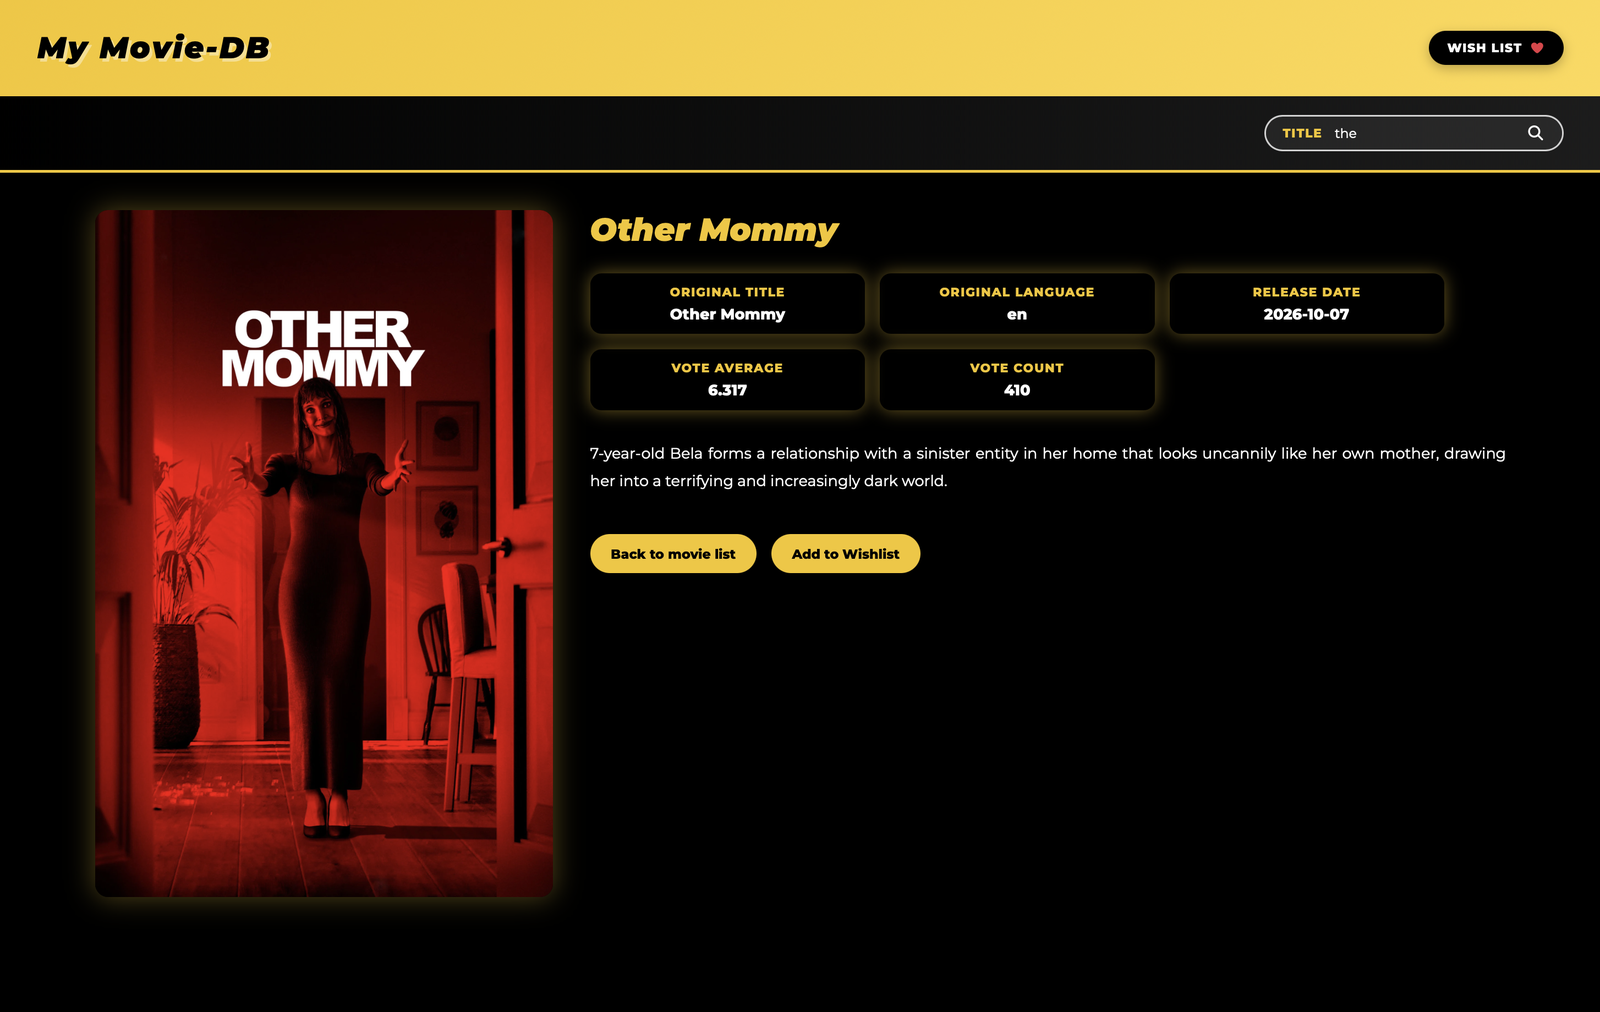 My Movie-DB
WISH LIST
TITLE the
OTHER
MOMMY
Other Mommy
ORIGINAL TITLE
Other Mommy
ORIGINAL LANGUAGE
en
RELEASE DATE
2026-10-07
VOTE AVERAGE
6.317
VOTE COUNT
410
7-year-old Bela forms a relationship with a sinister entity in her home that looks uncannily like her own mother, drawing
her into a terrifying and increasingly dark world.
Back to movie list
Add to Wishlist